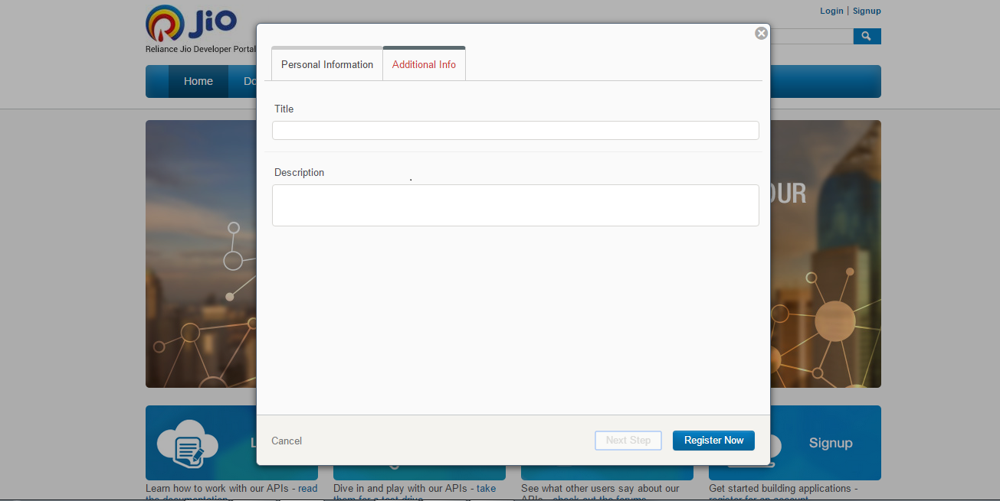 Jio
Login | Signup
Reliance Jio Developer Portal
Personal Information
Additional Info
Home
Do
Title
Description
.
OUR
Cancel
Next Step
Register Now
L
Signup
Learn how to work with our APIs - read
the documentation
Dive in and play with our APIs - take
them for a test drive
See what other users say about our
APIs - check out the forums
Get started building applications -
register for an account